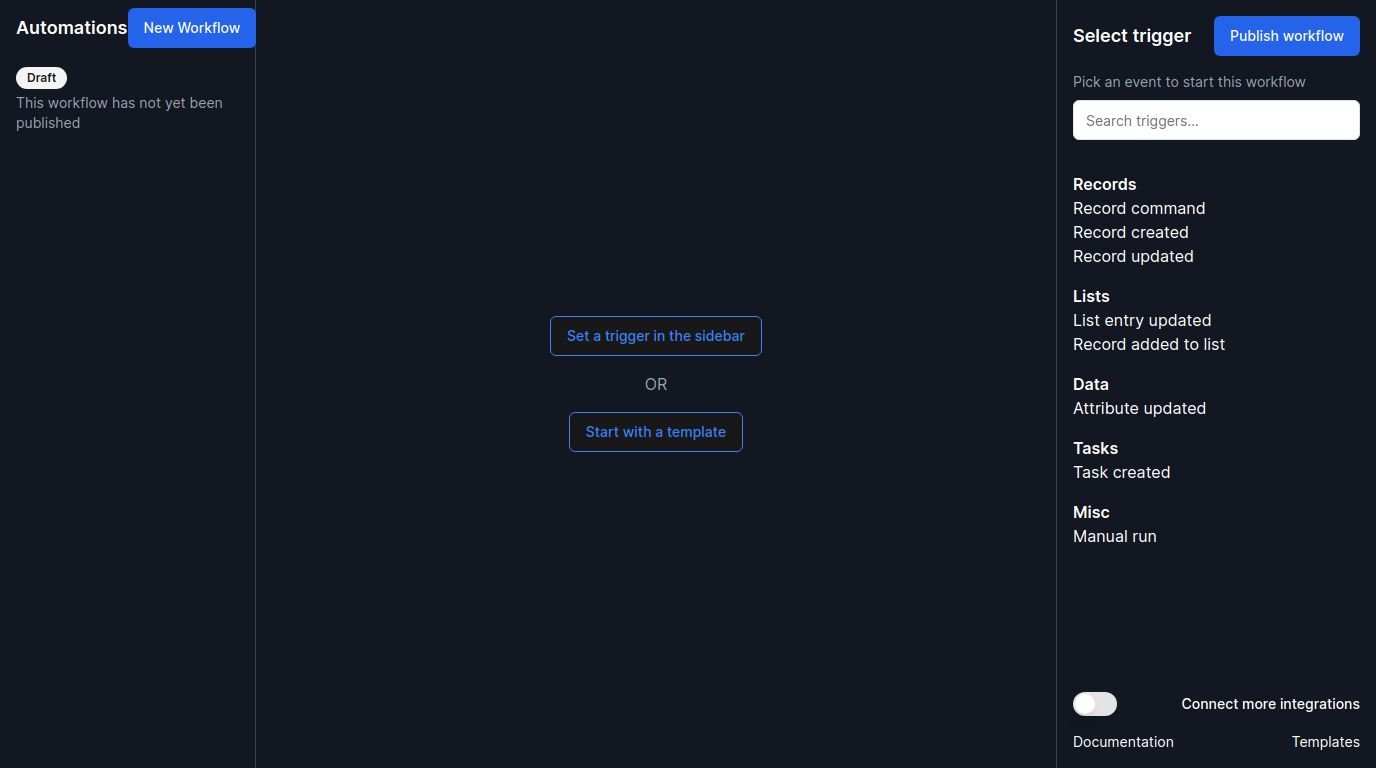 Automations
New Workflow
Draft
This workflow has not yet been
published
Set a trigger in the sidebar
OR
Start with a template
Select trigger
Publish workflow
Pick an event to start this workflow
Search triggers...
Records
Record command
Record created
Record updated
Lists
List entry updated
Record added to list
Data
Attribute updated
Tasks
Task created
Misc
Manual run
Connect more integrations
Documentation
Templates